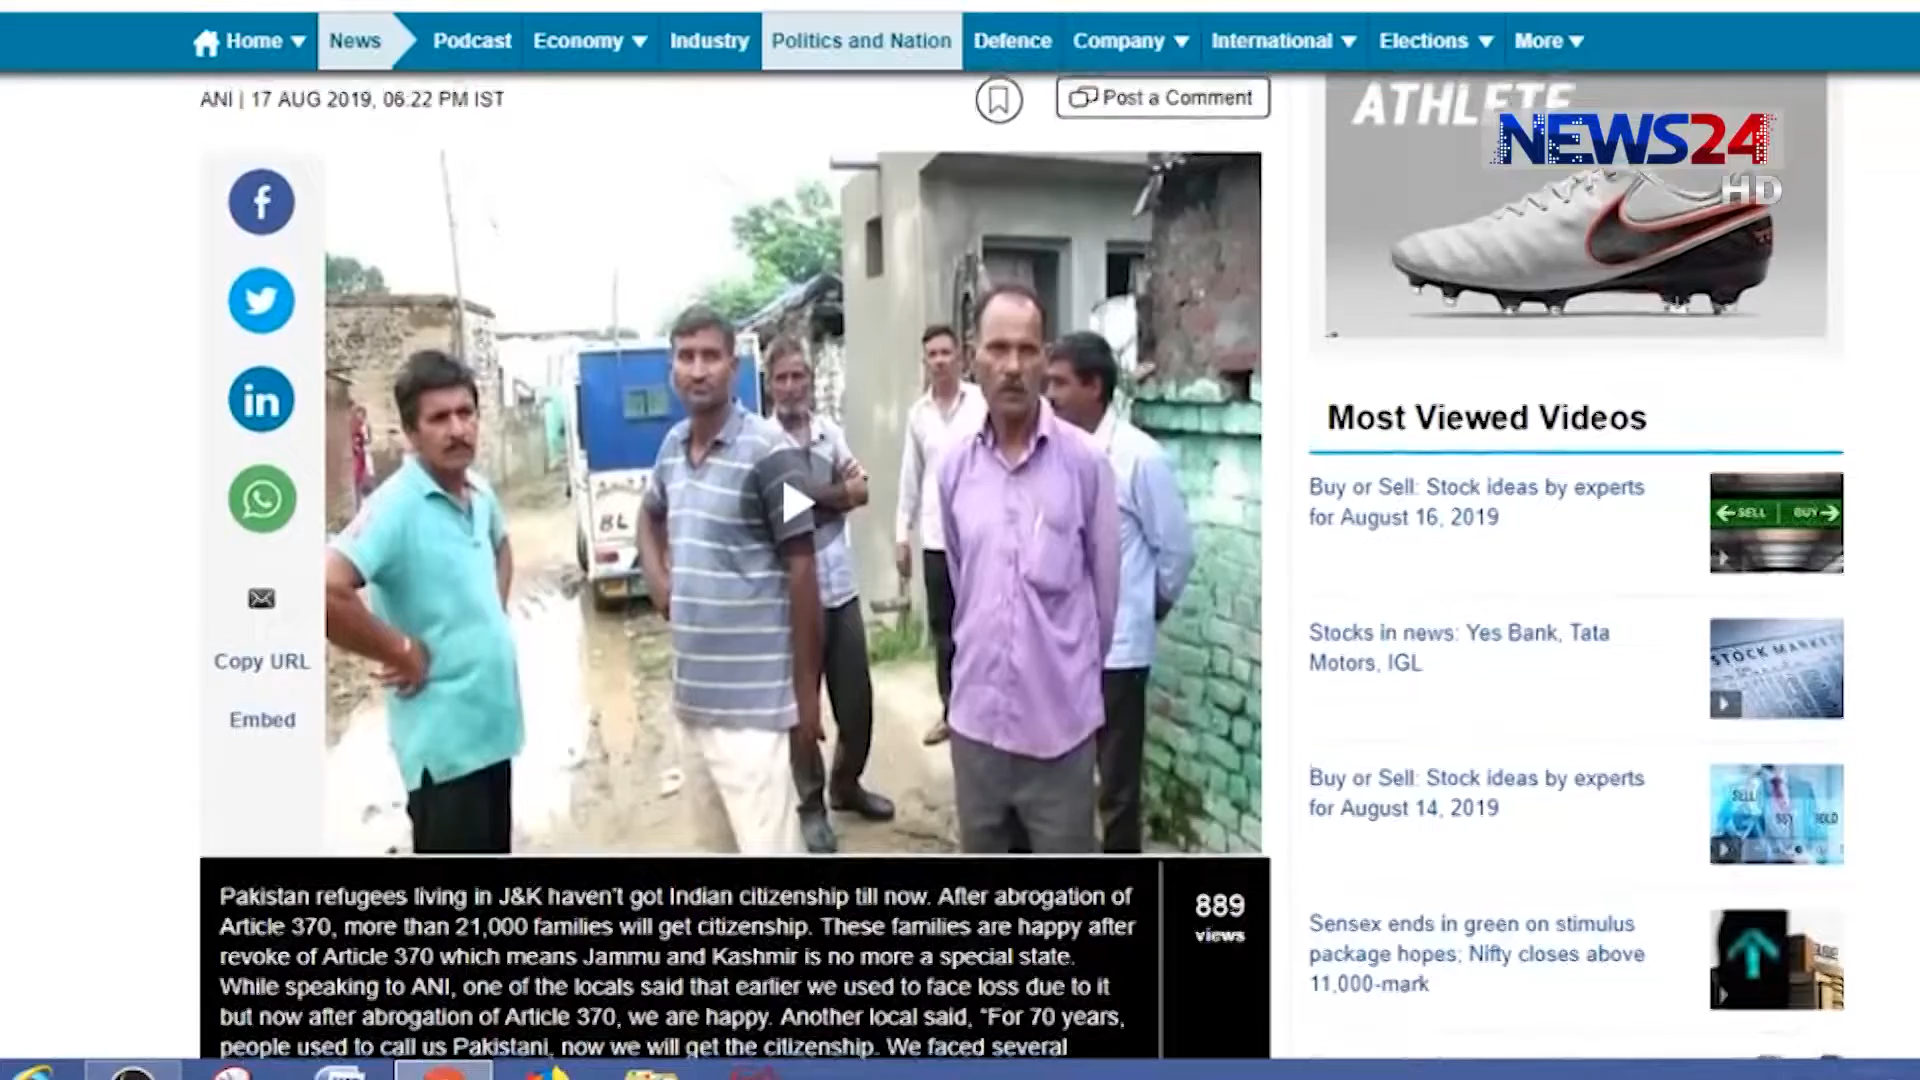 Home
News
Podcast
Economy
Industry
Politics and Nation
Defence
Company
International
Elections
More
ANI | 17 AUG 2019, 06:22 PM IST
Post a Comment
ATHLETE
NEWS24
HD
f
in
Copy URL
Embed
BL
Pakistan refugees living in J&K haven't got Indian citizenship till now. After abrogation of
Article 370, more than 21,000 families will get citizenship. These families are happy after
revoke of Article 370 which means Jammu and Kashmir is no more a special state.
While speaking to ANI, one of the locals said that earlier we used to face loss due to it
but now after abrogation of Article 370, we are happy. Another local said, "For 70 years,
people used to call us Pakistani, now we will get the citizenship. We faced several
889
views
Most Viewed Videos
Buy or Sell: Stock ideas by experts
for August 16, 2019
SELL BUY
Stocks in news: Yes Bank, Tata
Motors, IGL
STOCK MARKE
Buy or Sell: Stock ideas by experts
for August 14, 2019
SELL
BUY
HOLD
Sensex ends in green on stimulus
package hopes; Nifty closes above
11,000-mark